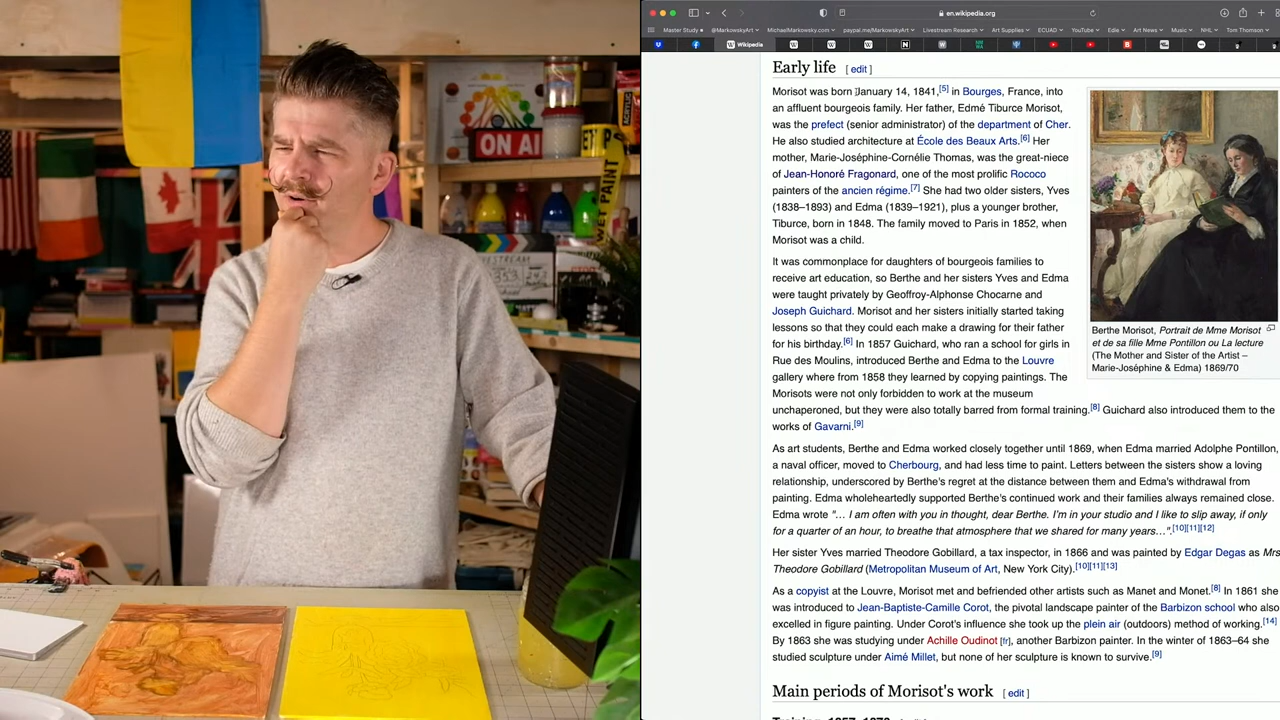 en.wikipedia.org
Master Study
@MarkowskyArt
MichaelMarkowsky.com
paypal.me/MarkowskyArt
Livestream Research
Art Supplies
ECUAD
YouTube
Edie
Art News
Music
NHL
Tom Thomson
Wikipedia
ON AI
WET PAINT
ACRYLIC
Early life [ edit ]
Morisot was born January 14, 1841,[5] in Bourges, France, into
an affluent bourgeois family. Her father, Edmé Tiburce Morisot,
was the prefect (senior administrator) of the department of Cher.
He also studied architecture at École des Beaux Arts.[6] Her
mother, Marie-Joséphine-Cornélie Thomas, was the great-niece
of Jean-Honoré Fragonard, one of the most prolific Rococo
painters of the ancien régime.[7] She had two older sisters, Yves
(1838–1893) and Edma (1839–1921), plus a younger brother,
Tiburce, born in 1848. The family moved to Paris in 1852, when
Morisot was a child.
It was commonplace for daughters of bourgeois families to
receive art education, so Berthe and her sisters Yves and Edma
were taught privately by Geoffroy-Alphonse Chocarne and
Joseph Guichard. Morisot and her sisters initially started taking
lessons so that they could each make a drawing for their father
for his birthday.[6] In 1857 Guichard, who ran a school for girls in
Rue des Moulins, introduced Berthe and Edma to the Louvre
gallery where from 1858 they learned by copying paintings. The
Morisots were not only forbidden to work at the museum
unchaperoned, but they were also totally barred from formal training.[8] Guichard also introduced them to the
works of Gavarni.[9]
Berthe Morisot, Portrait de Mme Morisot
et de sa fille Mme Pontillon ou La lecture
(The Mother and Sister of the Artist –
Marie-Joséphine & Edma) 1869/70
As art students, Berthe and Edma worked closely together until 1869, when Edma married Adolphe Pontillon,
a naval officer, moved to Cherbourg, and had less time to paint. Letters between the sisters show a loving
relationship, underscored by Berthe's regret at the distance between them and Edma's withdrawal from
painting. Edma wholeheartedly supported Berthe's continued work and their families always remained close.
Edma wrote "… I am often with you in thought, dear Berthe. I'm in your studio and I like to slip away, if only
for a quarter of an hour, to breathe that atmosphere that we shared for many years…".[10][11][12]
Her sister Yves married Theodore Gobillard, a tax inspector, in 1866 and was painted by Edgar Degas as Mrs
Theodore Gobillard (Metropolitan Museum of Art, New York City).[10][11][13]
As a copyist at the Louvre, Morisot met and befriended other artists such as Manet and Monet.[8] In 1861 she
was introduced to Jean-Baptiste-Camille Corot, the pivotal landscape painter of the Barbizon school who also
excelled in figure painting. Under Corot's influence she took up the plein air (outdoors) method of working.[14]
By 1863 she was studying under Achille Oudinot [fr], another Barbizon painter. In the winter of 1863–64 she
studied sculpture under Aimé Millet, but none of her sculpture is known to survive.[9]
Main periods of Morisot's work [ edit ]